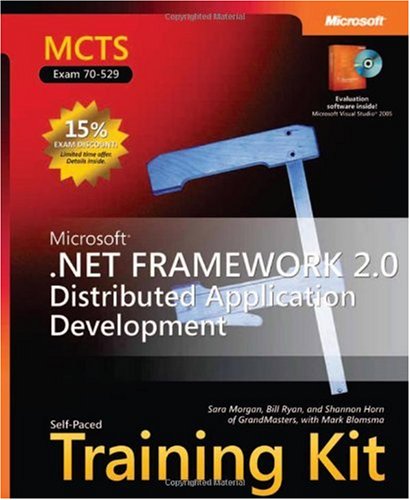 Microsoft
MCTS
Exam 70-529
Evaluation
software inside!
Microsoft Visual Studio® 2005
15%
EXAM DISCOUNT!
Limited time offer.
Details inside.
Microsoft®
.NET FRAMEWORK 2.0
Distributed Application
Development
Sara Morgan, Bill Ryan, and Shannon Horn
of GrandMasters, with Mark Blomsma
Self-Paced
Training Kit